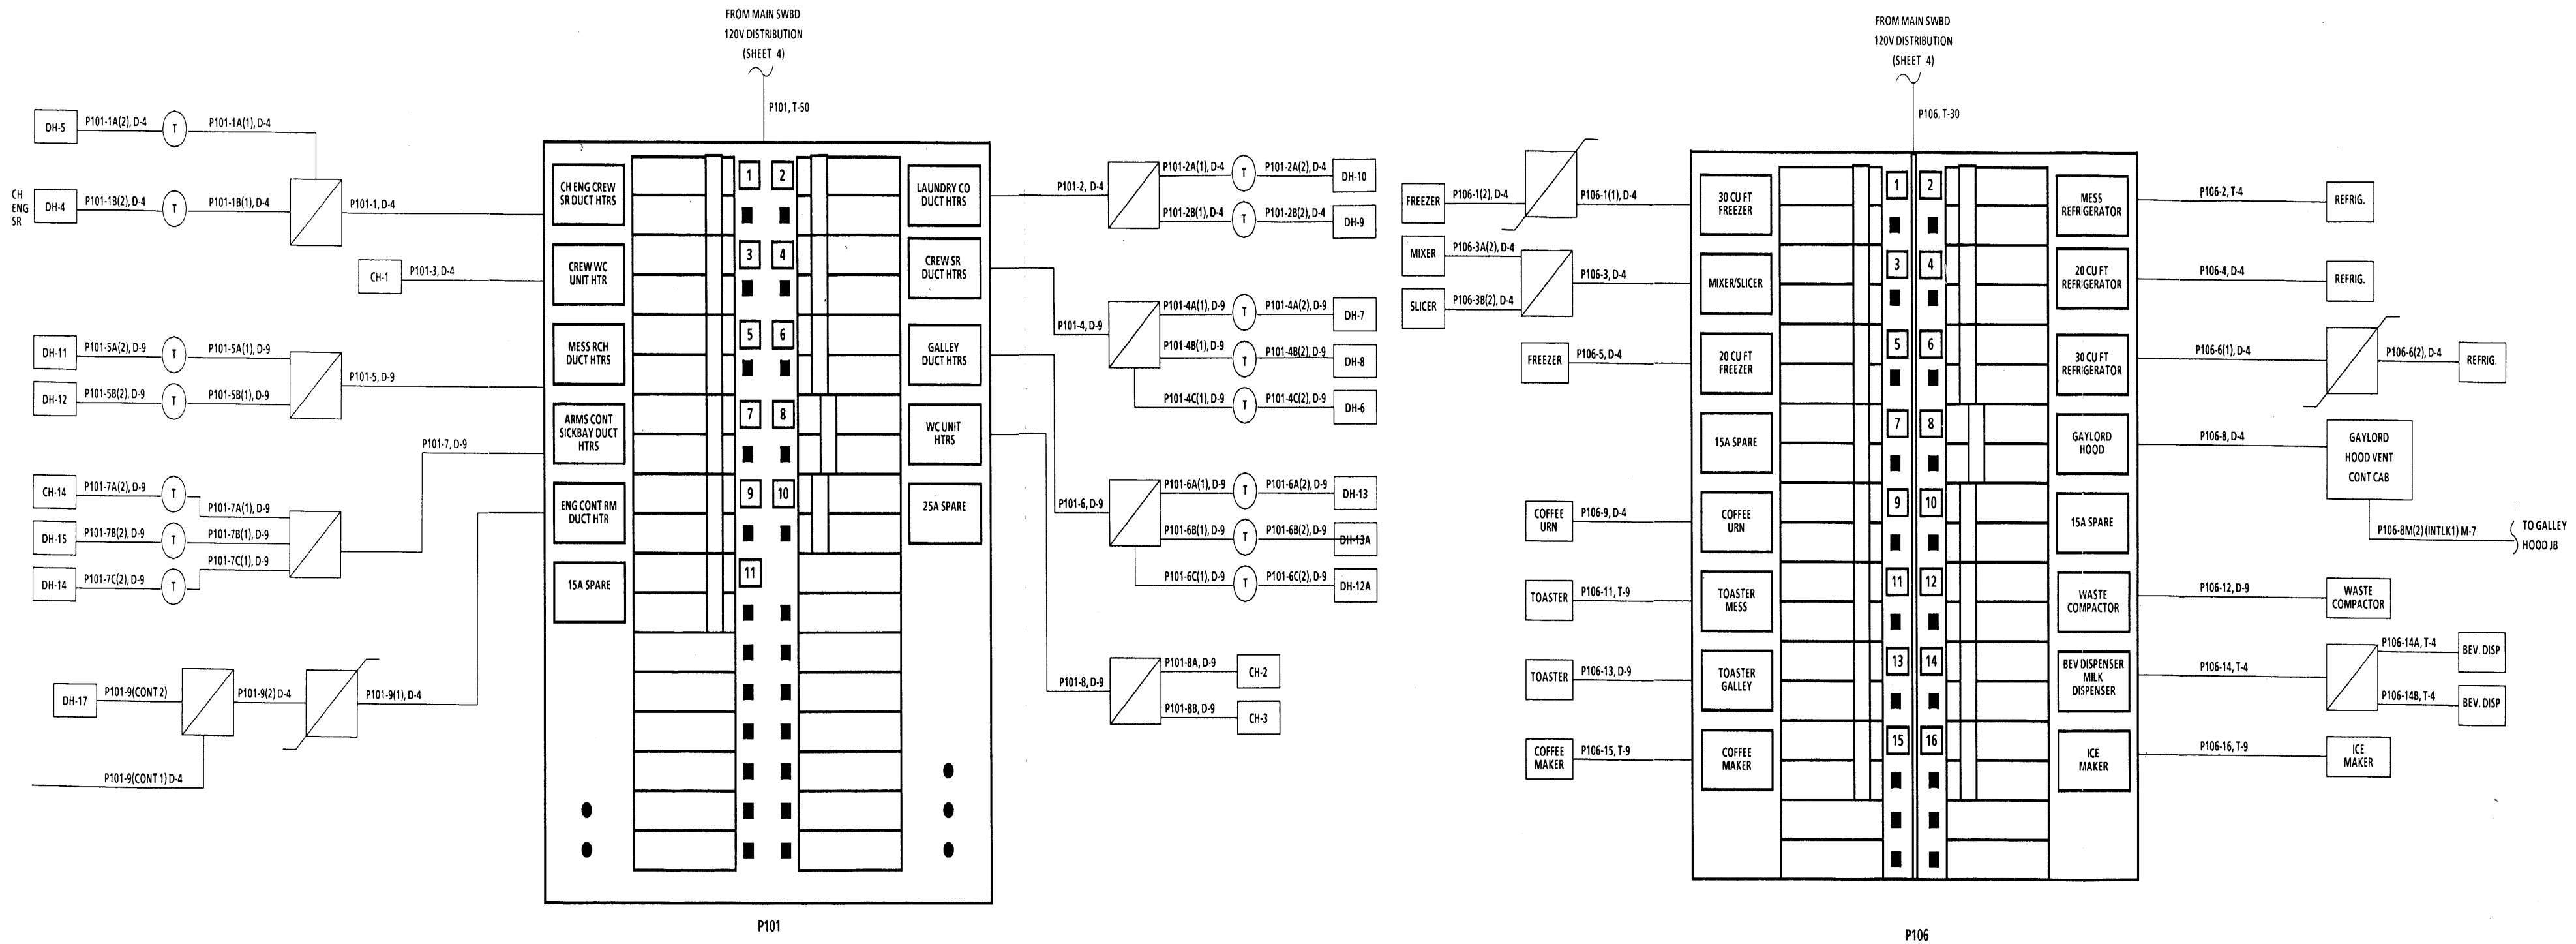 FROM MAIN SWBD
120V DISTRIBUTION
(SHEET 4)
P101, T-50
DH-5
P101-1A(2), D-4
T
P101-1A(1), D-4
CH
ENG
SR
DH-4
P101-1B(2), D-4
T
P101-1B(1), D-4
P101-1, D-4
CH-1
P101-3, D-4
DH-11
P101-5A(2), D-9
T
P101-5A(1), D-9
DH-12
P101-5B(2), D-9
T
P101-5B(1), D-9
P101-5, D-9
P101-7, D-9
CH-14
P101-7A(2), D-9
T
P101-7A(1), D-9
DH-15
P101-7B(2), D-9
T
P101-7B(1), D-9
DH-14
P101-7C(2), D-9
T
P101-7C(1), D-9
DH-17
P101-9(CONT 2)
P101-9(2) D-4
P101-9(1), D-4
P101-9(CONT 1) D-4
CH ENG CREW
SR DUCT HTRS
CREW WC
UNIT HTR
MESS RCH
DUCT HTRS
ARMS CONT
SICKBAY DUCT
HTRS
ENG CONT RM
DUCT HTR
15A SPARE
1 2
3 4
5 6
7 8
9 10
11
LAUNDRY CO
DUCT HTRS
CREW SR
DUCT HTRS
GALLEY
DUCT HTRS
WC UNIT
HTRS
25A SPARE
P101
P101-2, D-4
P101-2A(1), D-4
T
P101-2A(2), D-4
DH-10
P101-2B(1), D-4
T
P101-2B(2), D-4
DH-9
P101-4, D-9
P101-4A(1), D-9
T
P101-4A(2), D-9
DH-7
P101-4B(1), D-9
T
P101-4B(2), D-9
DH-8
P101-4C(1), D-9
T
P101-4C(2), D-9
DH-6
P101-6, D-9
P101-6A(1), D-9
T
P101-6A(2), D-9
DH-13
P101-6B(1), D-9
T
P101-6B(2), D-9
DH-13A
P101-6C(1), D-9
T
P101-6C(2), D-9
DH-12A
P101-8, D-9
P101-8A, D-9
CH-2
P101-8B, D-9
CH-3
FROM MAIN SWBD
120V DISTRIBUTION
(SHEET 4)
P106, T-30
FREEZER
P106-1(2), D-4
P106-1(1), D-4
MIXER
P106-3A(2), D-4
SLICER
P106-3B(2), D-4
P106-3, D-4
FREEZER
P106-5, D-4
COFFEE
URN
P106-9, D-4
TOASTER
P106-11, T-9
TOASTER
P106-13, D-9
COFFEE
MAKER
P106-15, T-9
30 CU FT
FREEZER
MIXER/SLICER
20 CU FT
FREEZER
15A SPARE
COFFEE
URN
TOASTER
MESS
TOASTER
GALLEY
COFFEE
MAKER
1 2
3 4
5 6
7 8
9 10
11 12
13 14
15 16
MESS
REFRIGERATOR
20 CU FT
REFRIGERATOR
30 CU FT
REFRIGERATOR
GAYLORD
HOOD
15A SPARE
WASTE
COMPACTOR
BEV DISPENSER
MILK
DISPENSER
ICE
MAKER
P106
P106-2, T-4
REFRIG.
P106-4, D-4
REFRIG.
P106-6(1), D-4
P106-6(2), D-4
REFRIG.
P106-8, D-4
GAYLORD
HOOD VENT
CONT CAB
P106-8M(2) (INTLK1) M-7
TO GALLEY
HOOD JB
P106-12, D-9
WASTE
COMPACTOR
P106-14, T-4
P106-14A, T-4
BEV. DISP
P106-14B, T-4
BEV. DISP
P106-16, T-9
ICE
MAKER